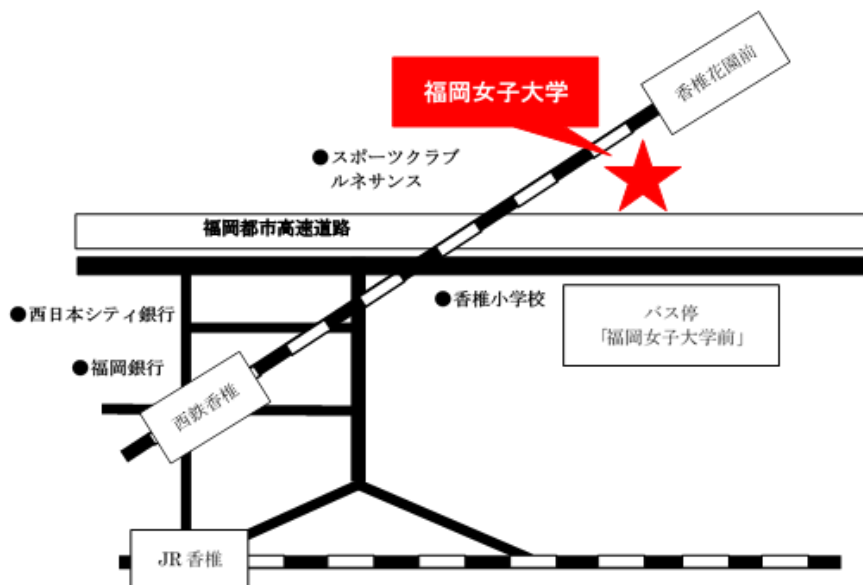 香椎花園前
福岡女子大学
●スポーツクラブ
ルネサンス
福岡都市高速道路
●西日本シティ銀行
●香椎小学校
バス停
「福岡女子大学前」
●福岡銀行
西鉄香椎
JR 香椎